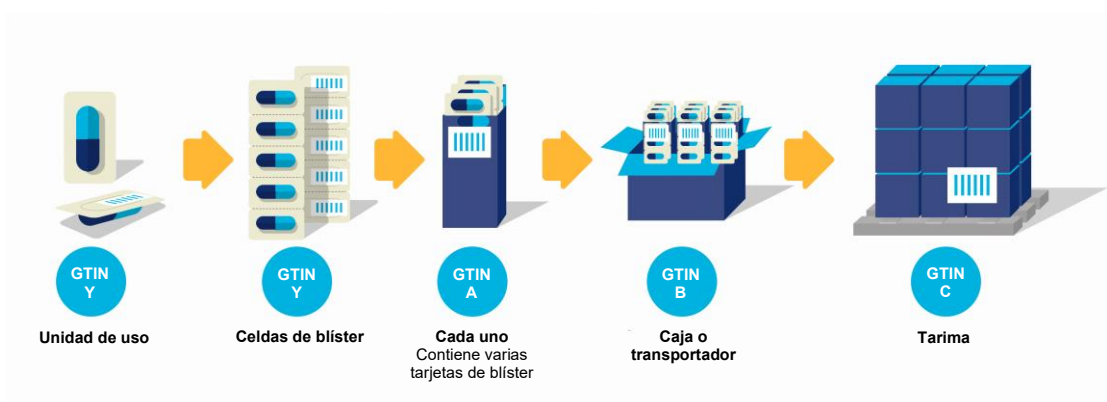 GTIN
Y
GTIN
Y
GTIN
A
GTIN
B
GTIN
C
Unidad de uso
Celdas de blíster
Cada uno
Contiene varias
tarjetas de blíster
Caja o
transportador
Tarima